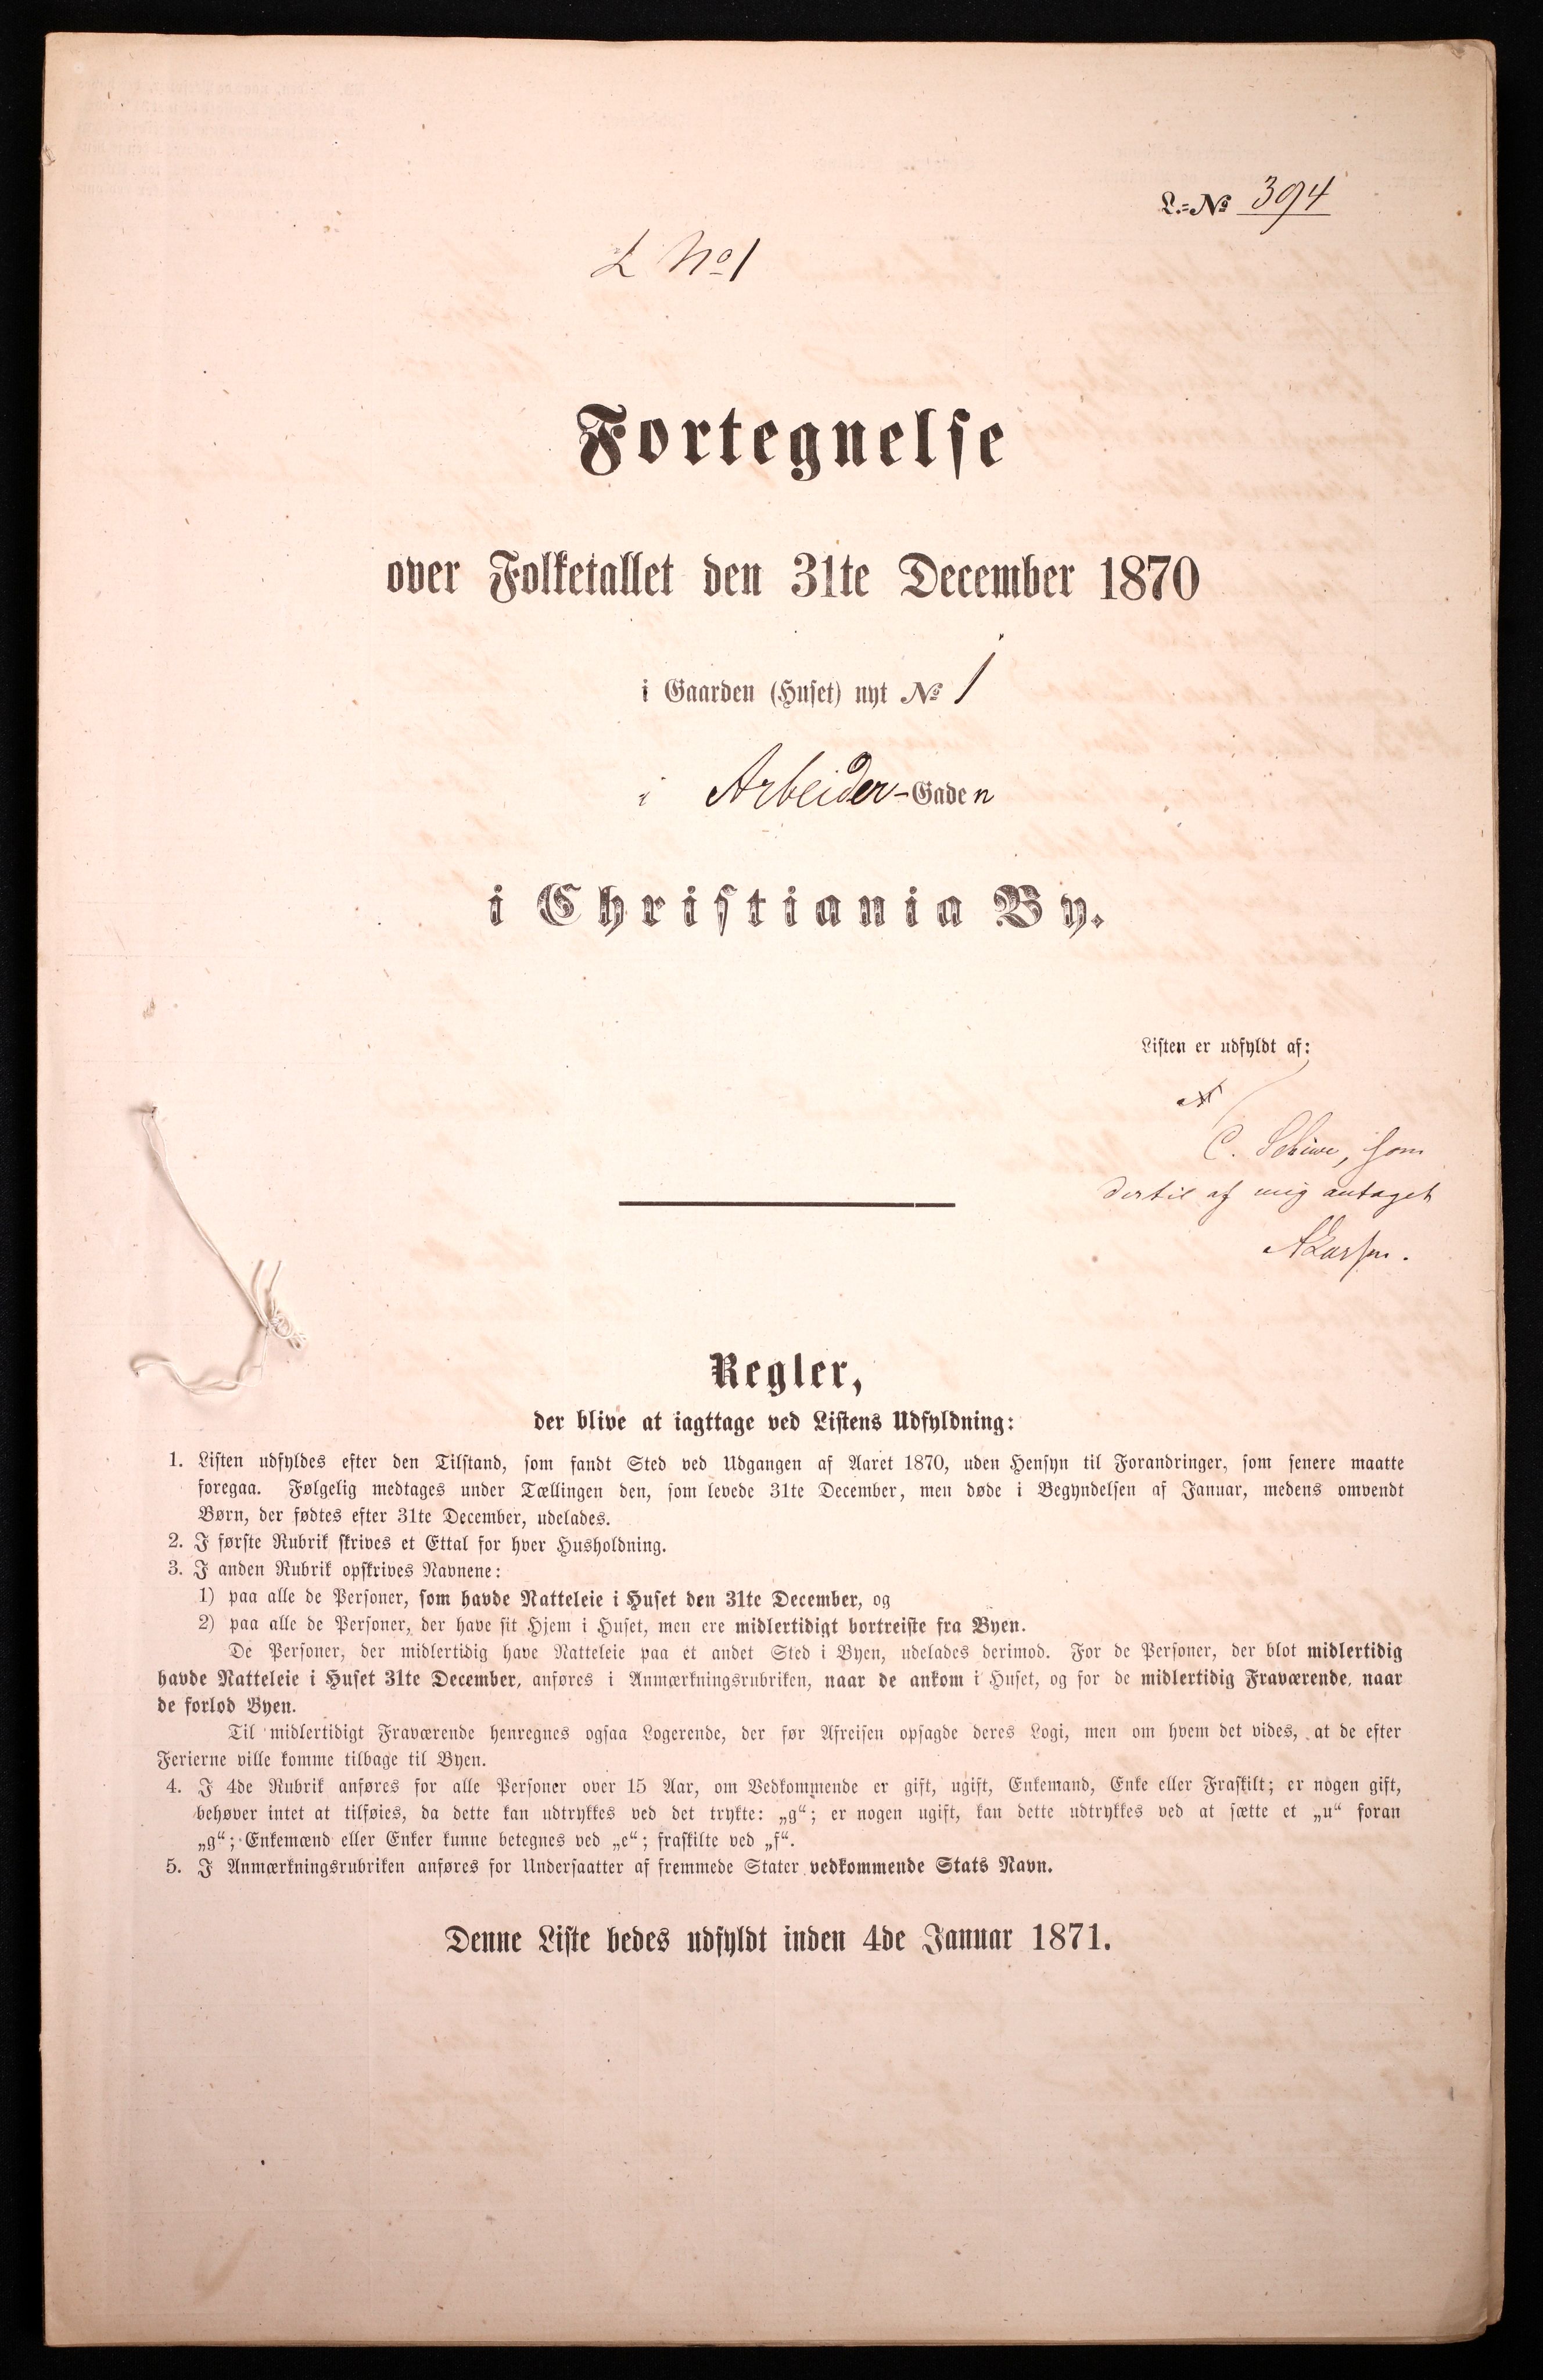 L.=No 394
L No 1
Fortegnelse
over Folketallet den 31te December 1870
i Gaarden (Huset) nyt No 1
i Arbeider-Gaden
i Christiania By.
Listen er udfyldt af:
C. Schive, som
dertil af mig antaget
A Larsen.
Regler,
der blive at iagttage ved Listens Udfyldning:
1. Listen udfyldes efter den Tilstand, som fandt Sted ved Udgangen af Aaret 1870, uden Hensyn til Forandringer, som senere maatte
foregaa. Følgelig medtages under Tællingen den, som levede 31te December, men døde i Begyndelsen af Januar, medens omvendt
Børn, der fødtes efter 31te December, udelades.
2. I første Rubrik skrives et Ettal for hver Husholdning.
3. I anden Rubrik opskrives Navnene:
1) paa alle de Personer, som havde Natteleie i Huset den 31te December, og
2) paa alle de Personer, der have sit Hjem i Huset, men ere midlertidigt bortreiste fra Byen.
De Personer, der midlertidig have Natteleie paa et andet Sted i Byen, udelades derimod. For de Personer, der blot midlertidig
havde Natteleie i Huset 31te December, anføres i Anmærkningsrubriken, naar de ankom i Huset, og for de midlertidig Fraværende, naar
de forlod Byen.
Til midlertidigt Fraværende henregnes ogsaa Logerende, der før Afreisen opsagde deres Logi, men om hvem det vides, at de efter
Ferierne ville komme tilbage til Byen.
4. I 4de Rubrik anføres for alle Personer over 15 Aar, om Vedkommende er gift, ugift, Enkemand, Enke eller Fraskilt; er nogen gift,
behøver intet at tilføies, da dette kan udtrykkes ved det trykte: „g“; er nogen ugift, kan dette udtrykkes ved at sætte et „u“ foran
„g“; Enkemænd eller Enker kunne betegnes ved „e“; fraskilte ved „f“.
5. I Anmærkningsrubriken anføres for Undersaatter af fremmede Stater vedkommende Stats Navn.
Denne Liste bedes udfyldt inden 4de Januar 1871.